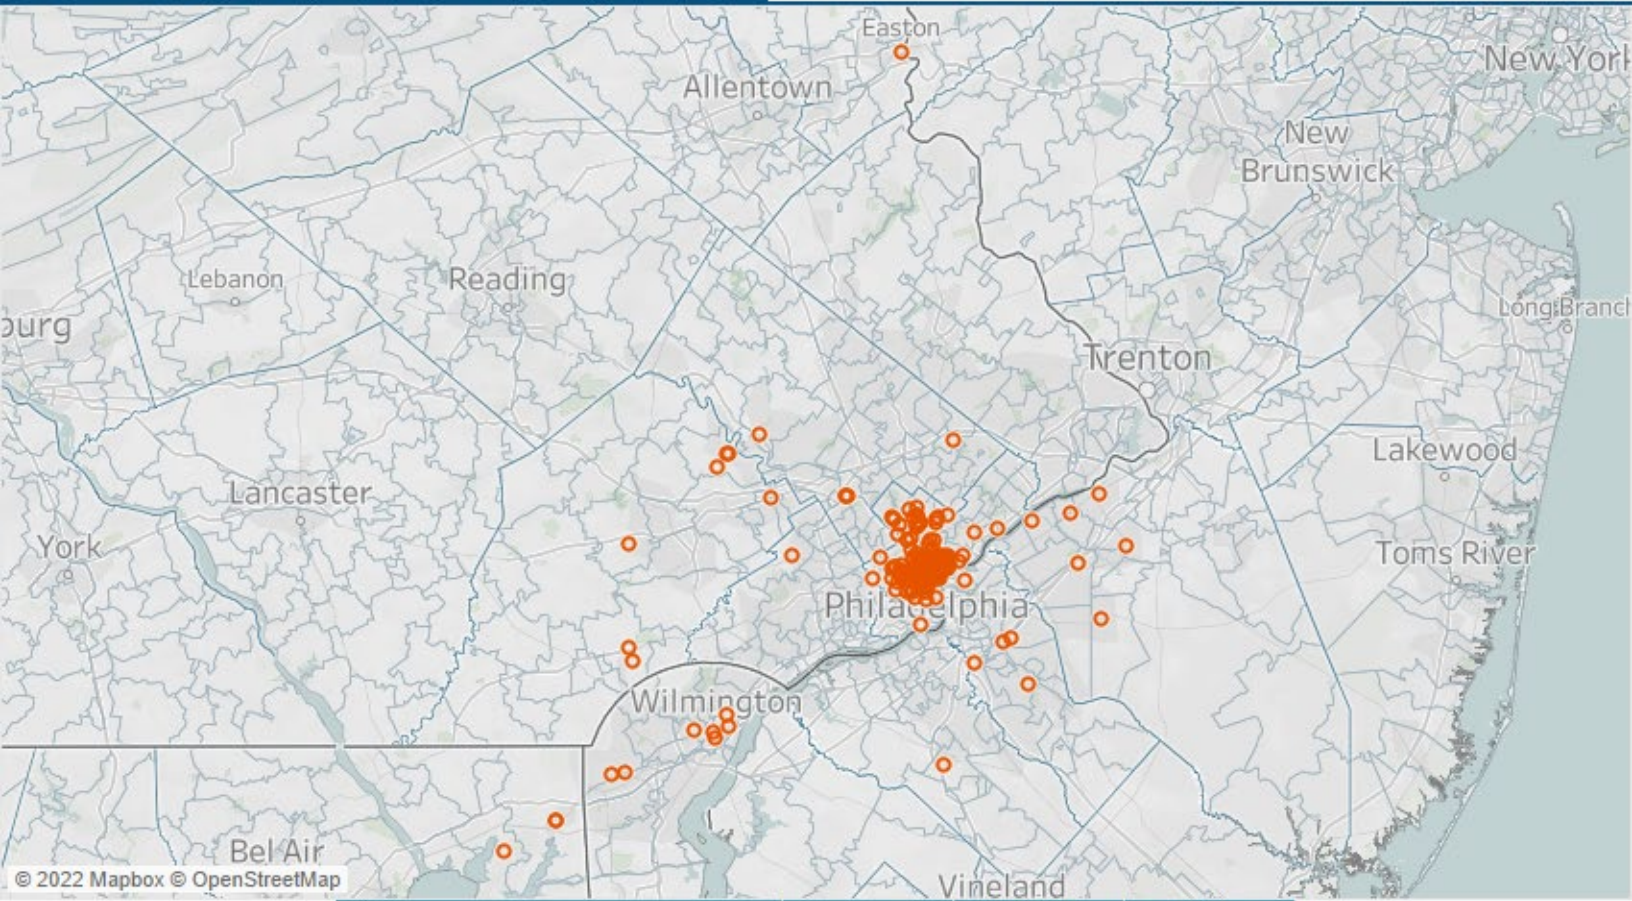 Easton
Allentown
New York
New
Brunswick
Lebanon
Reading
burg
Long Branch
Trenton
Lakewood
Lancaster
York
Toms River
Philadelphia
Wilmington
Bel Air
Vineland
© 2022 Mapbox © OpenStreetMap